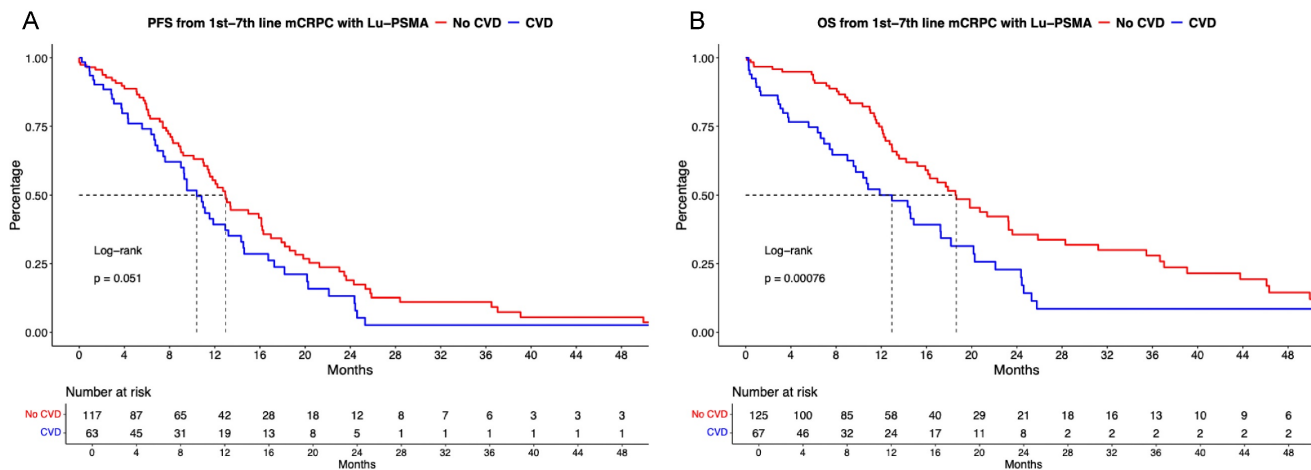 A
PFS from 1st–7th line mCRPC with Lu–PSMA No CVD CVD
1.00
0.75
0.50
0.25
0.00
Percentage
Log–rank
p = 0.051
0 4 8 12 16 20 24 28 32 36 40 44 48
Months
Number at risk
No CVD 117 87 65 42 28 18 12 8 7 6 3 3 3
CVD 63 45 31 19 13 8 5 1 1 1 1 1 1
0 4 8 12 16 20 24 28 32 36 40 44 48
Months
B
OS from 1st–7th line mCRPC with Lu–PSMA No CVD CVD
1.00
0.75
0.50
0.25
0.00
Percentage
Log–rank
p = 0.00076
0 4 8 12 16 20 24 28 32 36 40 44 48
Months
Number at risk
No CVD 125 100 85 58 40 29 21 18 16 13 10 9 6
CVD 67 46 32 24 17 11 8 2 2 2 2 2 2
0 4 8 12 16 20 24 28 32 36 40 44 48
Months